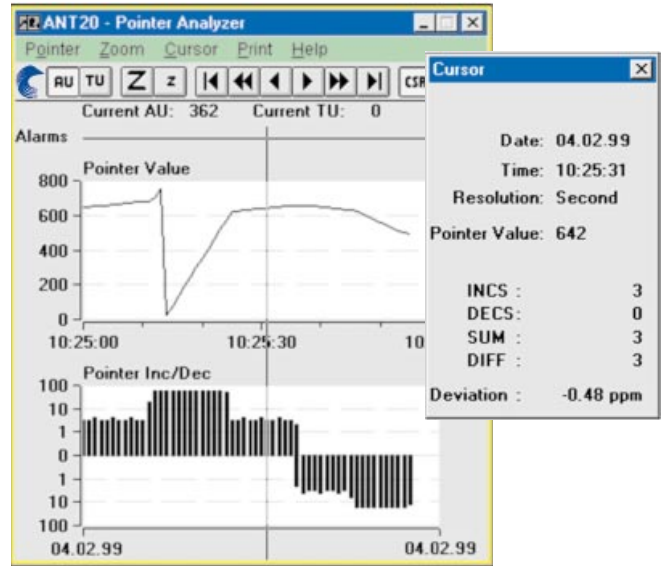 ANT20 - Pointer Analyzer
Pointer Zoom Cursor Print Help
AU TU Z z CSR
Current AU: 362 Current TU: 0
Alarms
Pointer Value
800
600
400
200
0
10:25:00 10:25:30 10
Pointer Inc/Dec
100
10
1
0
1
10
100
04.02.99 04.02.99
Cursor
Date: 04.02.99
Time: 10:25:31
Resolution: Second
Pointer Value: 642
INCS : 3
DECS: 0
SUM : 3
DIFF : 3
Deviation : -0.48 ppm